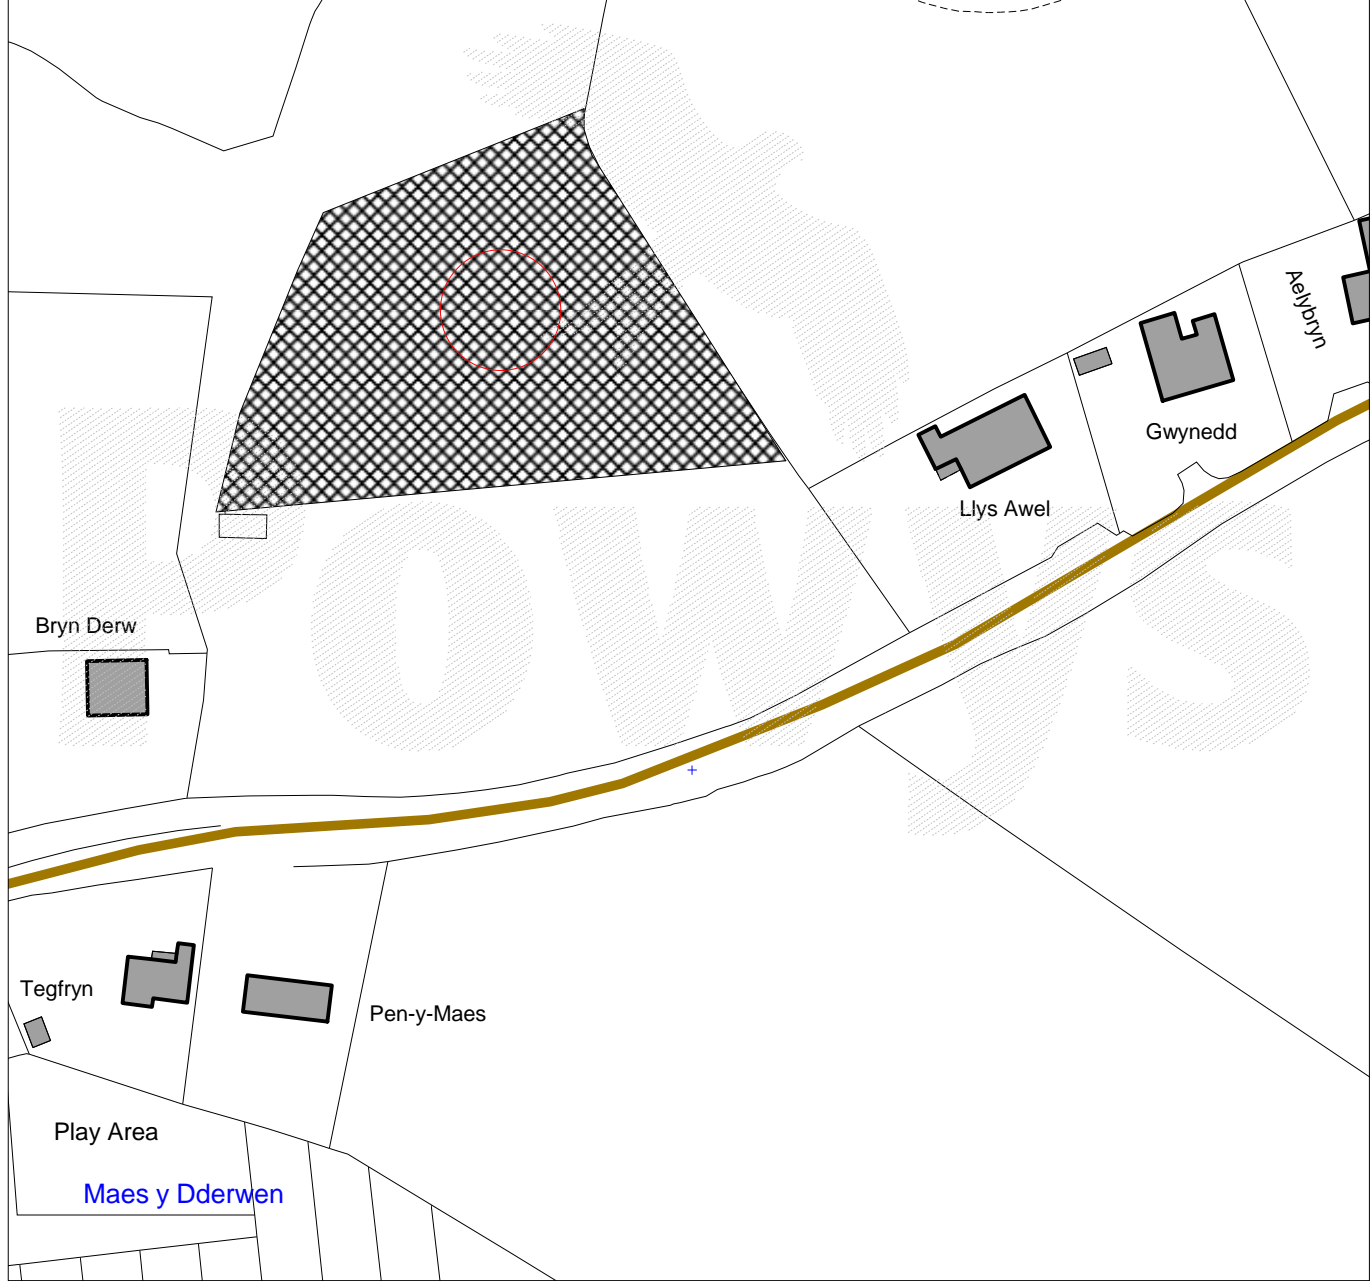 Aelybryn
Gwynedd
Llys Awel
Powys
Bryn Derw
Tegfryn
Pen-y-Maes
Play Area
Maes y Dderwen